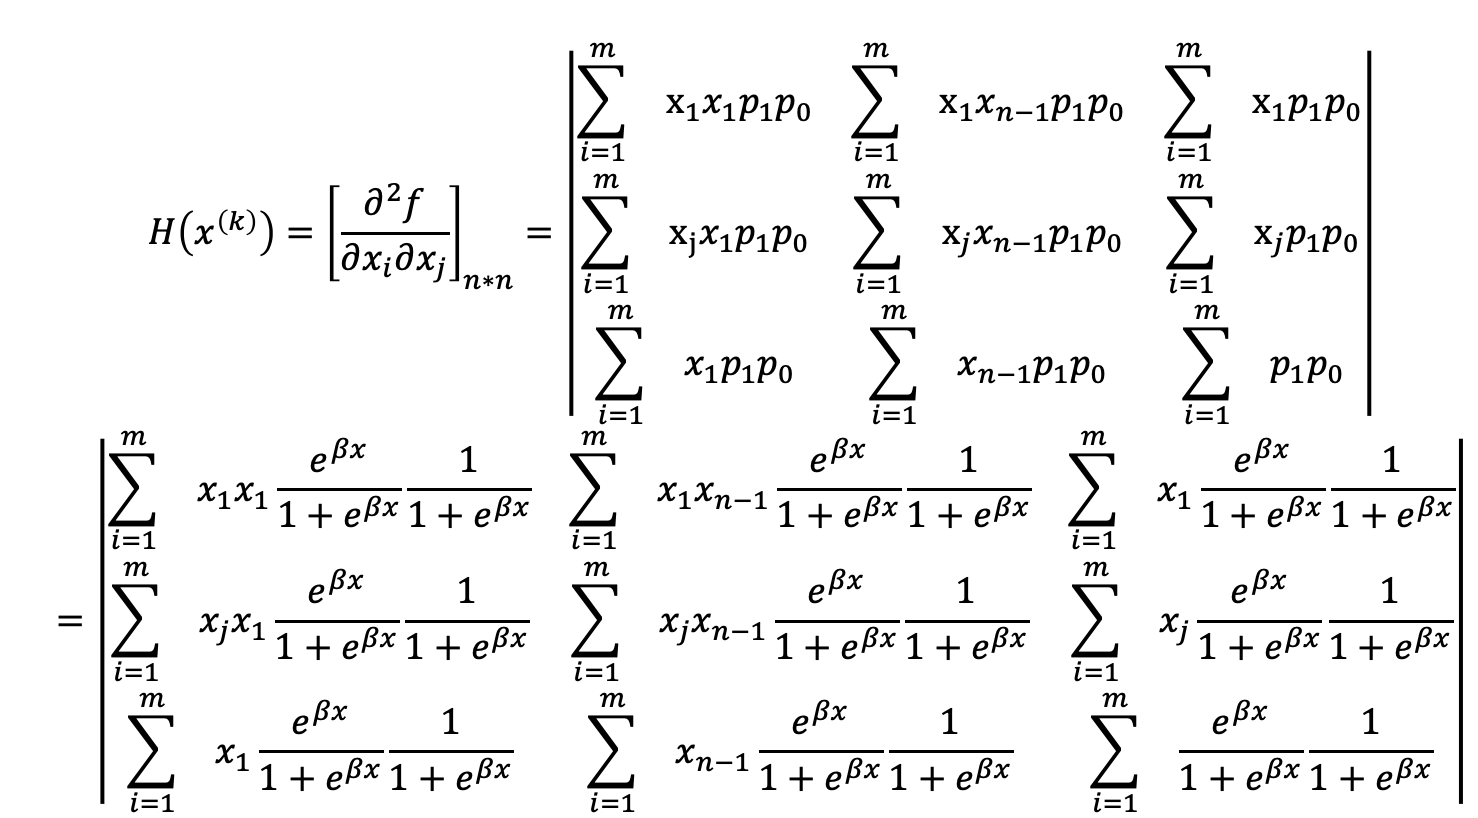 $H(x^{(k)}) = \left[\frac{\partial^2 f}{\partial x_i \partial x_j}\right]_{n*n} = \begin{vmatrix} \sum_{i=1}^{m} \mathrm{x}_1 x_1 p_1 p_0 & \sum_{i=1}^{m} \mathrm{x}_1 x_{n-1} p_1 p_0 & \sum_{i=1}^{m} \mathrm{x}_1 p_1 p_0 \\ \sum_{i=1}^{m} \mathrm{x}_\mathrm{j} x_1 p_1 p_0 & \sum_{i=1}^{m} \mathrm{x}_j x_{n-1} p_1 p_0 & \sum_{i=1}^{m} \mathrm{x}_j p_1 p_0 \\ \sum_{i=1}^{m} x_1 p_1 p_0 & \sum_{i=1}^{m} x_{n-1} p_1 p_0 & \sum_{i=1}^{m} p_1 p_0 \end{vmatrix}$
$= \begin{vmatrix} \sum_{i=1}^{m} x_1 x_1 \frac{e^{\beta x}}{1+e^{\beta x}} \frac{1}{1+e^{\beta x}} & \sum_{i=1}^{m} x_1 x_{n-1} \frac{e^{\beta x}}{1+e^{\beta x}} \frac{1}{1+e^{\beta x}} & \sum_{i=1}^{m} x_1 \frac{e^{\beta x}}{1+e^{\beta x}} \frac{1}{1+e^{\beta x}} \\ \sum_{i=1}^{m} x_j x_1 \frac{e^{\beta x}}{1+e^{\beta x}} \frac{1}{1+e^{\beta x}} & \sum_{i=1}^{m} x_j x_{n-1} \frac{e^{\beta x}}{1+e^{\beta x}} \frac{1}{1+e^{\beta x}} & \sum_{i=1}^{m} x_j \frac{e^{\beta x}}{1+e^{\beta x}} \frac{1}{1+e^{\beta x}} \\ \sum_{i=1}^{m} x_1 \frac{e^{\beta x}}{1+e^{\beta x}} \frac{1}{1+e^{\beta x}} & \sum_{i=1}^{m} x_{n-1} \frac{e^{\beta x}}{1+e^{\beta x}} \frac{1}{1+e^{\beta x}} & \sum_{i=1}^{m} \frac{e^{\beta x}}{1+e^{\beta x}} \frac{1}{1+e^{\beta x}} \end{vmatrix}$